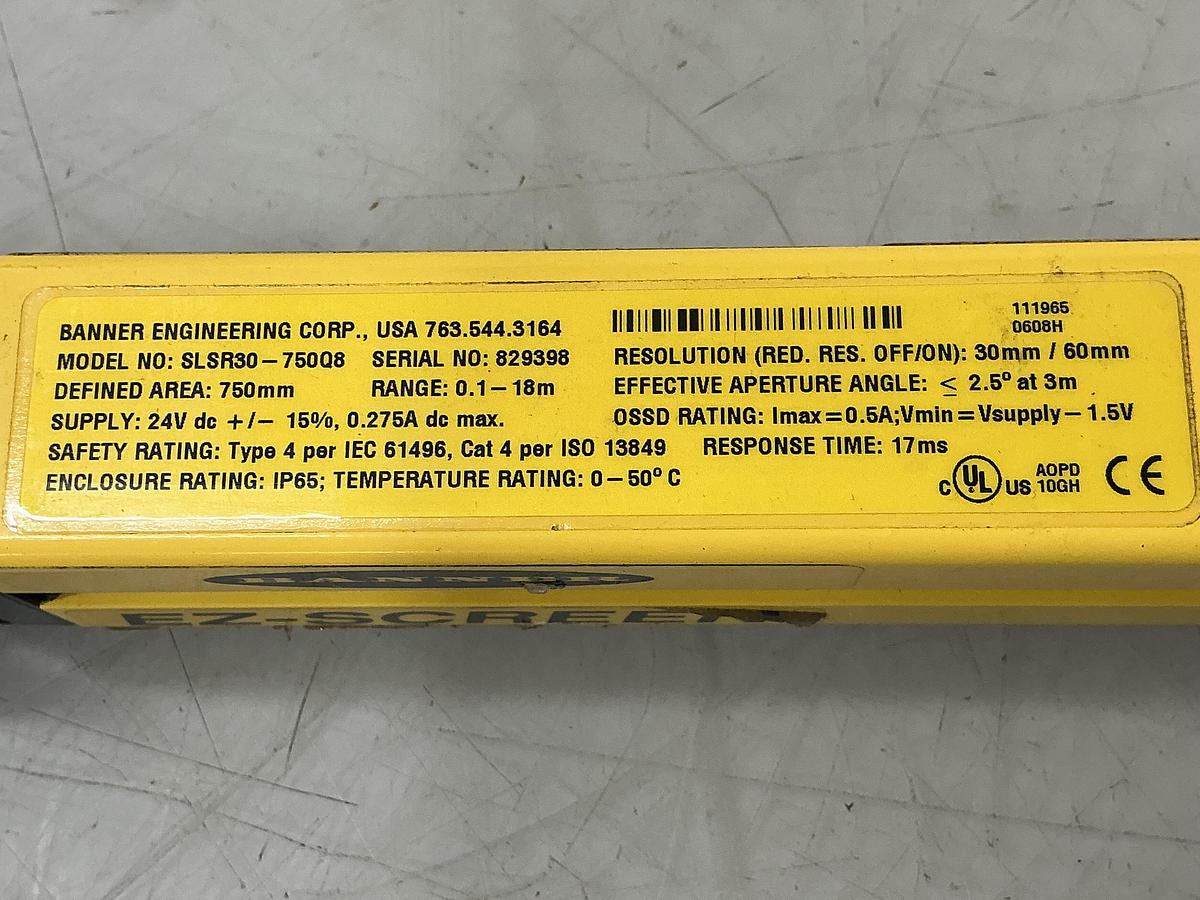 BANNER ENGINEERING CORP., USA 763.544.3164
MODEL NO: SLSR30-750Q8 SERIAL NO: 829398
DEFINED AREA: 750mm RANGE: 0.1-18m
SUPPLY: 24V dc +/- 15%, 0.275A dc max.
SAFETY RATING: Type 4 per IEC 61496, Cat 4 per ISO 13849 RESPONSE TIME: 17ms
ENCLOSURE RATING: IP65; TEMPERATURE RATING: 0-50° C
111965
0608H
RESOLUTION (RED. RES. OFF/ON): 30mm / 60mm
EFFECTIVE APERTURE ANGLE: ≤ 2.5° at 3m
OSSD RATING: Imax=0.5A;Vmin=Vsupply-1.5V
C UL US
AOPD
10GH
CE
BANNER
EZ-SCREEN